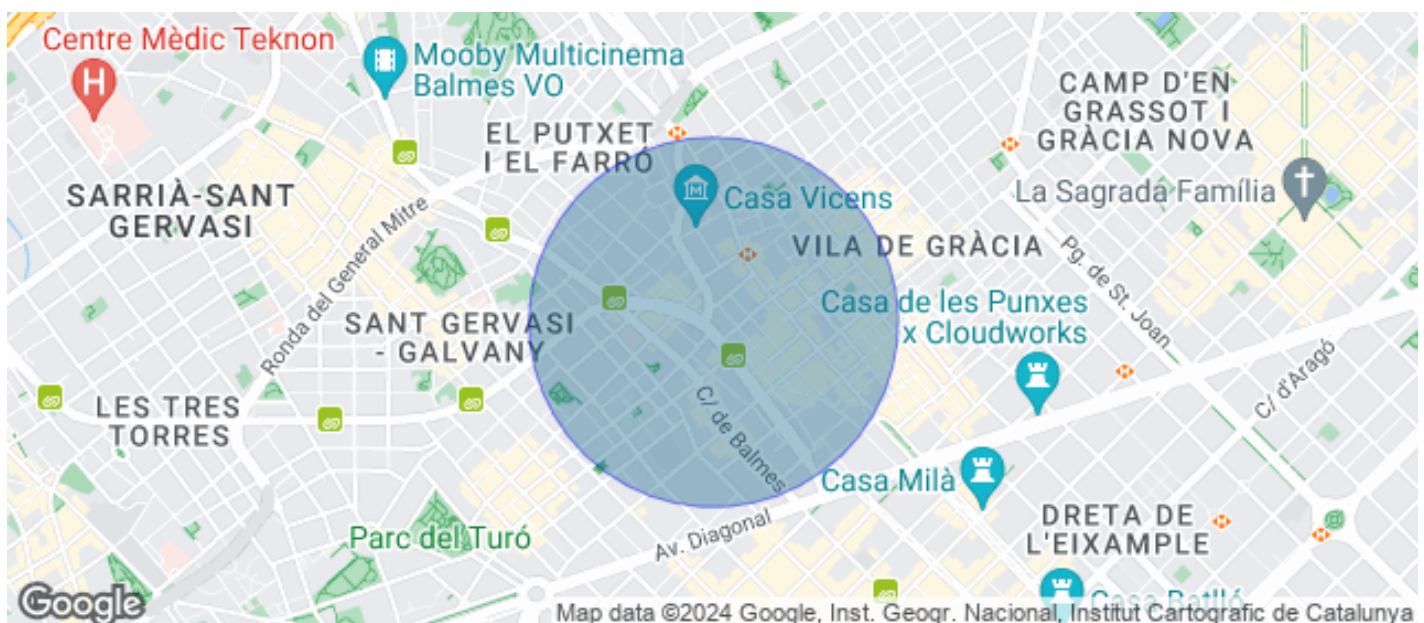 Centre Mèdic Teknon
Mooby Multicinema
Balmes VO
CAMP D'EN
GRASSOT I
GRÀCIA NOVA
EL PUTXET
I EL FARRÓ
SARRIÀ-SANT
GERVASI
Casa Vicens
La Sagrada Família
Ronda del General Mitre
VILA DE GRÀCIA
Pg. de St. Joan
SANT GERVASI
- GALVANY
Casa de les Punxes
x Cloudworks
C/ d'Aragó
LES TRES
TORRES
C/ de Balmes
Casa Milà
Parc del Turó
Av. Diagonal
DRETA DE
L'EIXAMPLE
Casa Batlló
Google
Map data ©2024 Google, Inst. Geogr. Nacional, Institut Cartogràfic de Catalunya